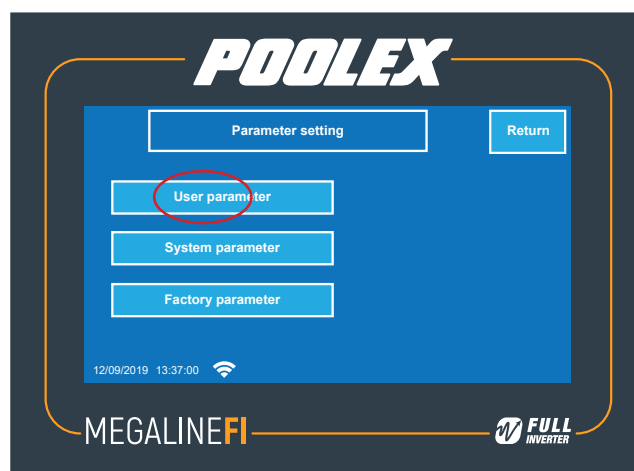 POOLEX
Parameter setting
Return
User parameter
System parameter
Factory parameter
12/09/2019 13:37:00
MEGALINEFI
FULL
INVERTER